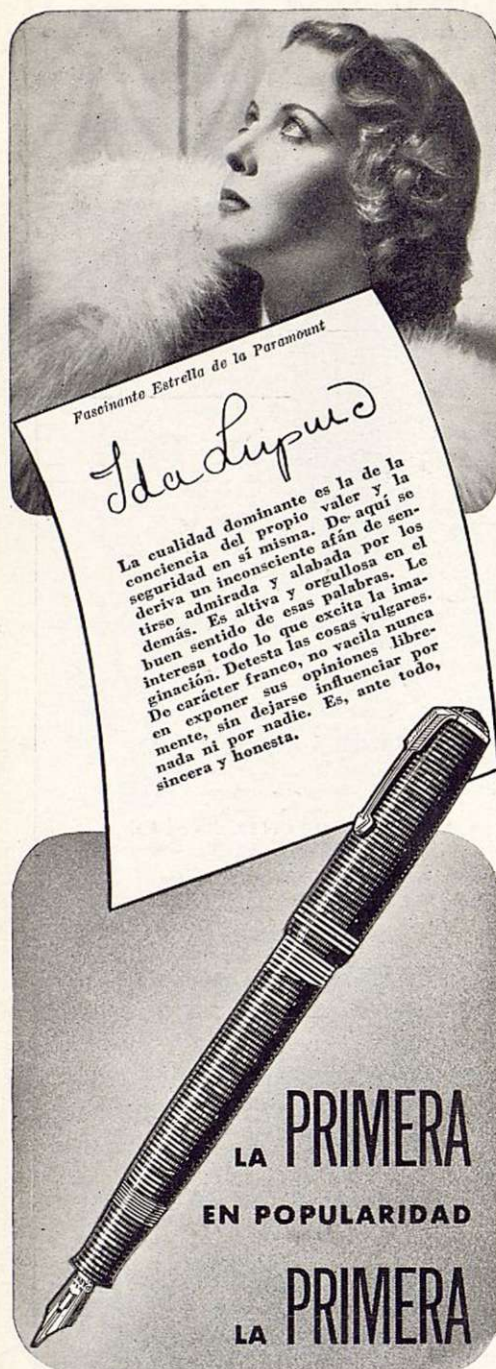 Fascinante Estrella de la Paramount
Ida Lupino
La cualidad dominante es la de la
conciencia del propio valer y la
seguridad en sí misma. De aquí se
deriva un inconsciente afán de sen-
tirse admirada y alabada por los
demás. Es altiva y orgullosa en el
buen sentido de esas palabras. Le
interesa todo lo que excita la ima-
ginación. Detesta las cosas vulgares.
De carácter franco, no vacila nunca
en exponer sus opiniones libre-
mente, sin dejarse influenciar por
nada ni por nadie. Es, ante todo,
sincera y honesta.
LA PRIMERA
EN POPULARIDAD
LA PRIMERA